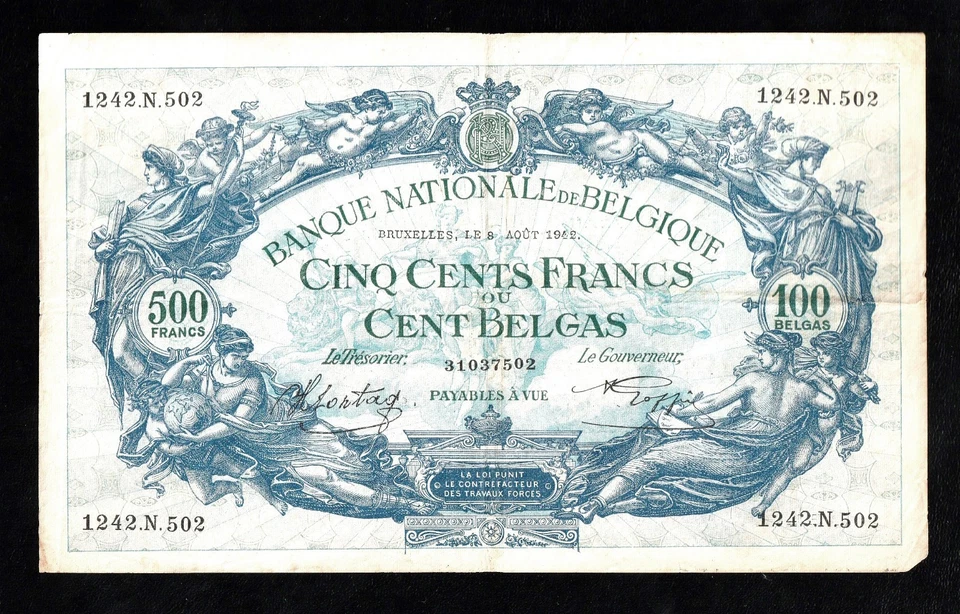 1242.N.502
1242.N.502
BANQUE NATIONALE DE BELGIQUE
BRUXELLES, LE 8 AOÛT 1942.
CINQ CENTS FRANCS
OU
CENT BELGAS
500
FRANCS
100
BELGAS
Le Trésorier,
31037502
Le Gouverneur,
PAYABLES À VUE
LA LOI PUNIT
LE CONTREFACTEUR
DES TRAVAUX FORCÉS
1242.N.502
1242.N.502